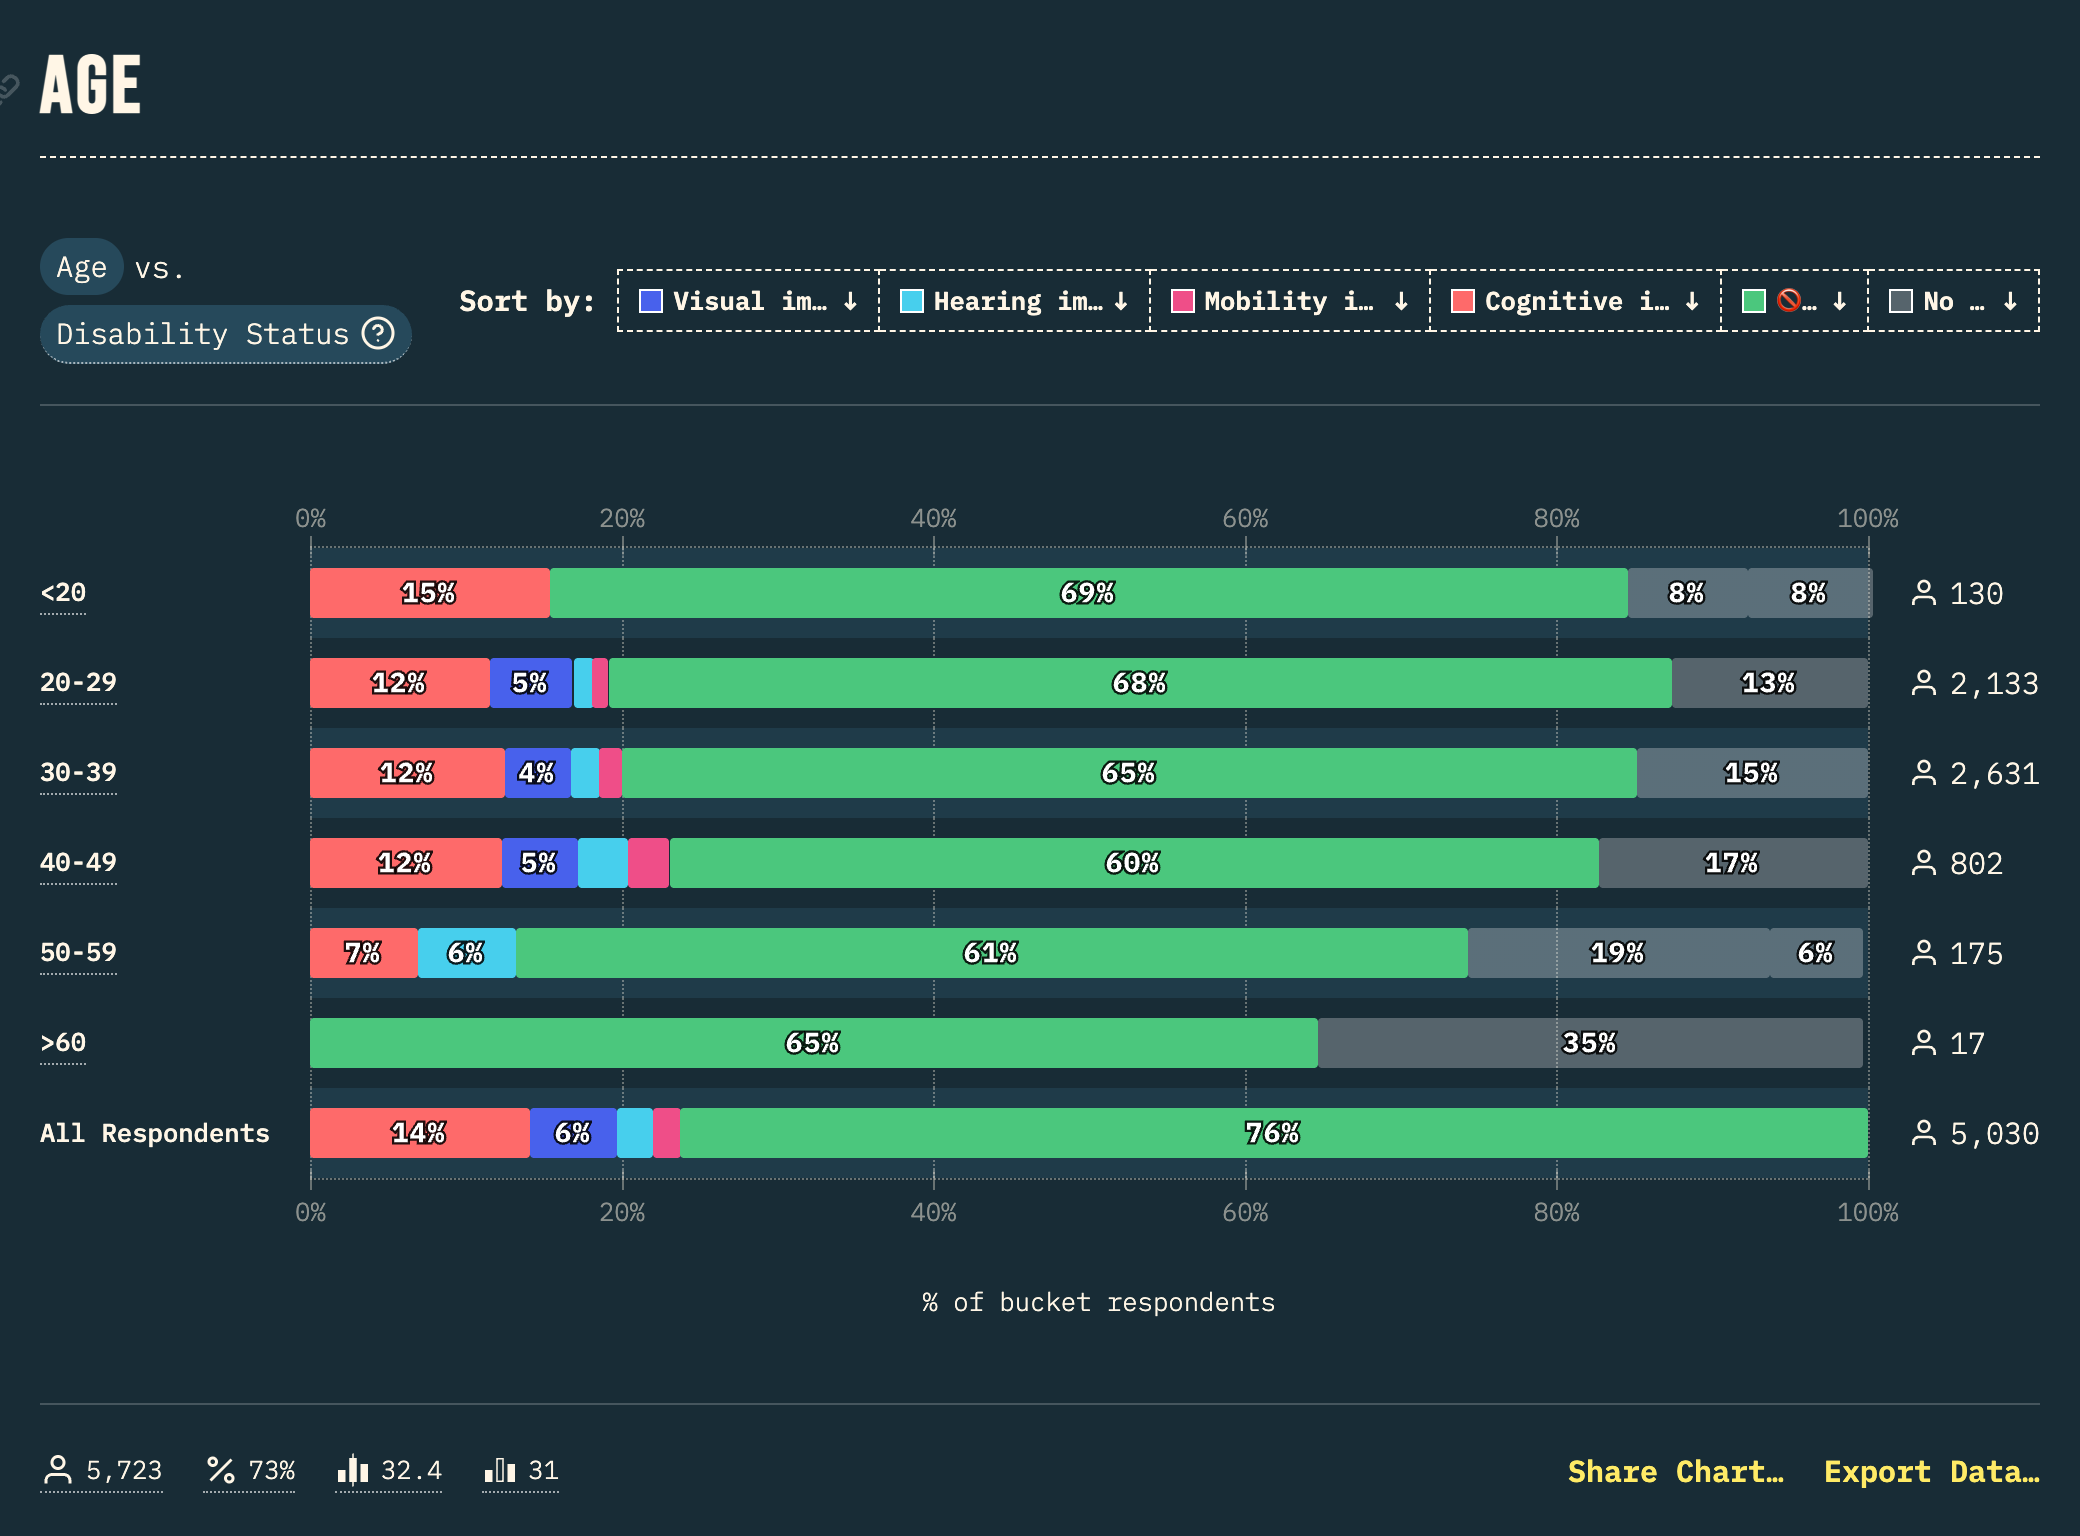 AGE
Age vs.
Disability Status
Sort by: Visual im… ↓ Hearing im… ↓ Mobility i… ↓ Cognitive i… ↓ 🚫… ↓ No … ↓
0% 20% 40% 60% 80% 100%
<20 15% 69% 8% 8% 130
20-29 12% 5% 68% 13% 2,133
30-39 12% 4% 65% 15% 2,631
40-49 12% 5% 60% 17% 802
50-59 7% 6% 61% 19% 6% 175
>60 65% 35% 17
All Respondents 14% 6% 76% 5,030
0% 20% 40% 60% 80% 100%
% of bucket respondents
5,723 73% 32.4 31 Share Chart… Export Data…